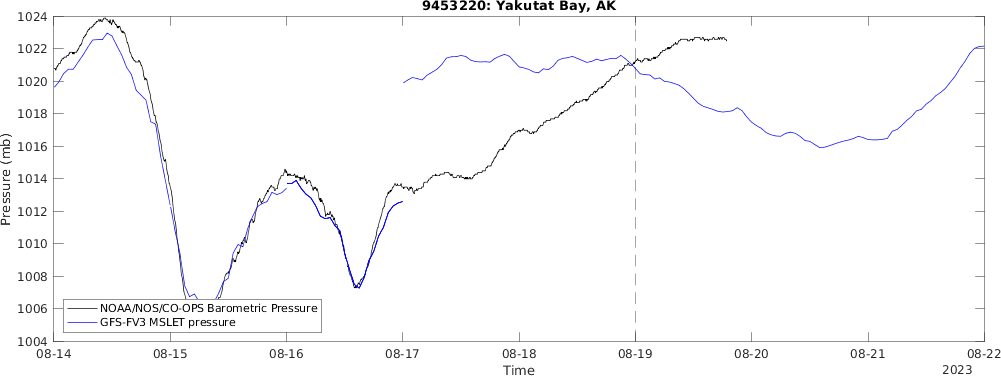 9453220: Yakutat Bay, AK
Pressure (mb)
1024
1022
1020
1018
1016
1014
1012
1010
1008
1006
1004
NOAA/NOS/CO-OPS Barometric Pressure
GFS-FV3 MSLET pressure
08-14 08-15 08-16 08-17 08-18 08-19 08-20 08-21 08-22
Time
2023